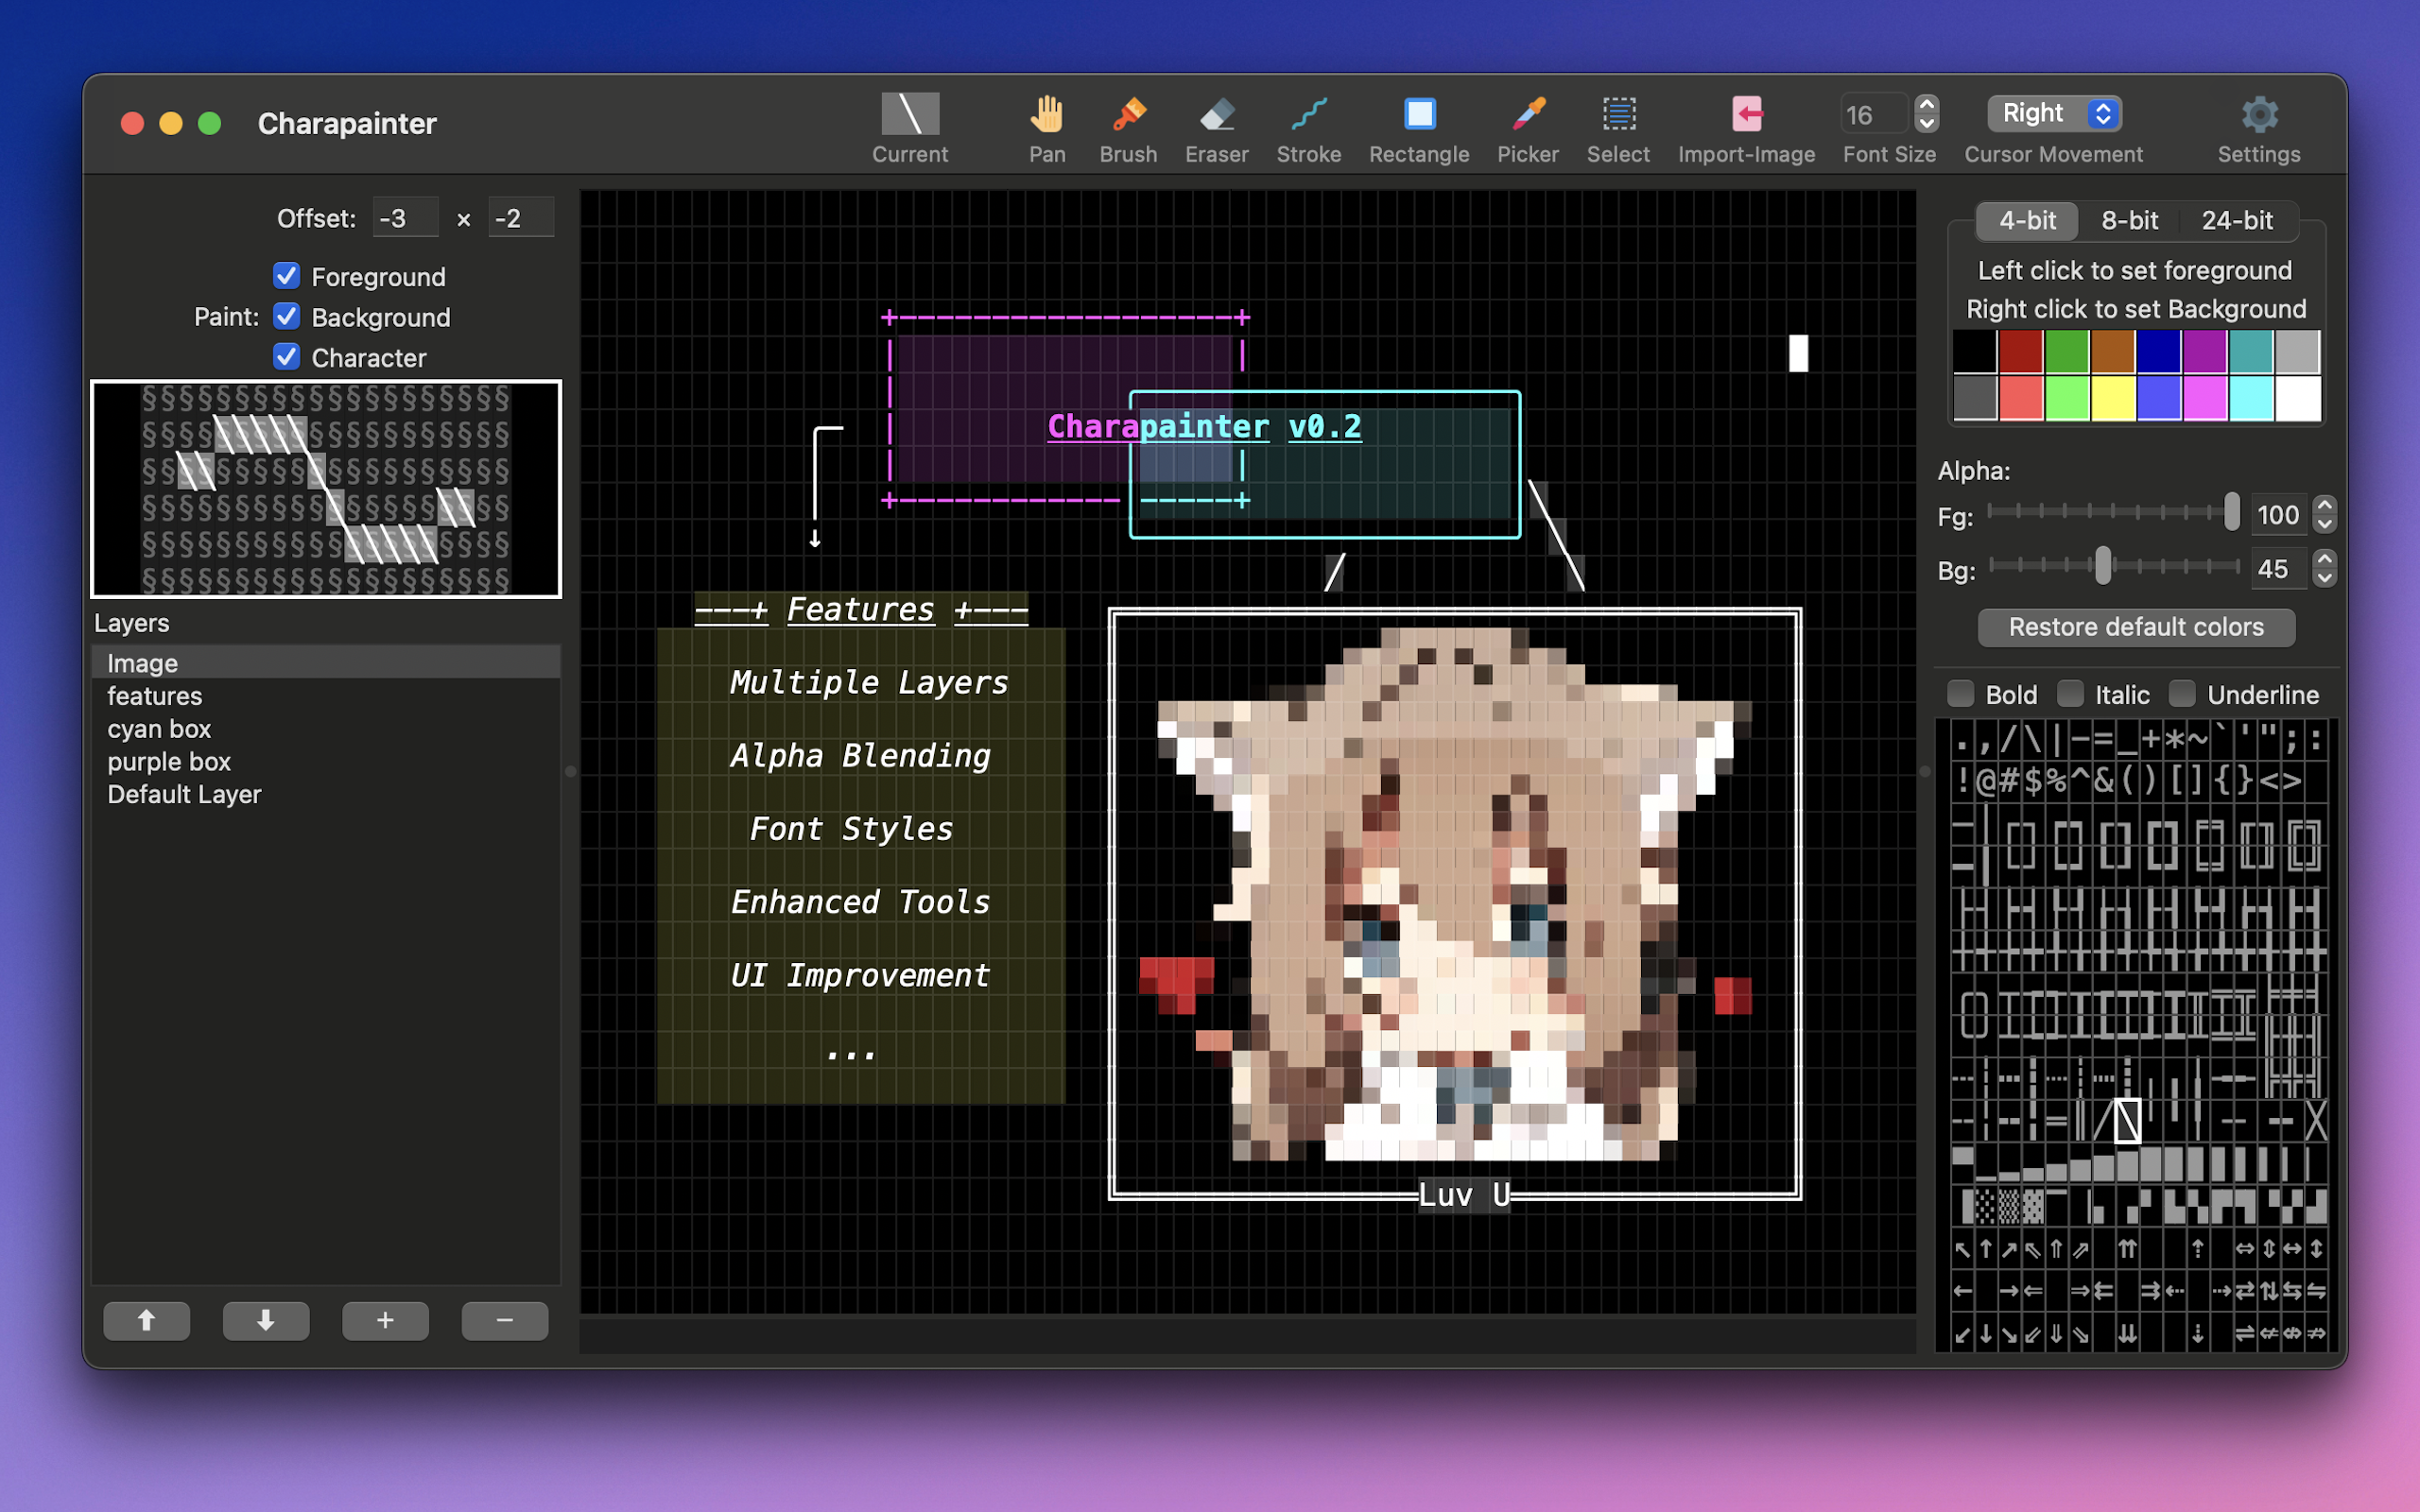 Charapainter
Current
Pan
Brush
Eraser
Stroke
Rectangle
Picker
Select
Import-Image
16
Font Size
Right
Cursor Movement
Settings
Offset: -3 × -2
Foreground
Paint: Background
Character
§§§§§§§§§§§§§§§§§§§§
Layers
Image
features
cyan box
purple box
Default Layer
+
−
Charapainter v0.2
---+ Features +---
Multiple Layers
Alpha Blending
Font Styles
Enhanced Tools
UI Improvement
...
Luv U
4-bit 8-bit 24-bit
Left click to set foreground
Right click to set Background
Alpha:
Fg: 100
Bg: 45
Restore default colors
Bold Italic Underline
.,/\|-=_+*~`'";:
!@#$%^&()[]{}<>